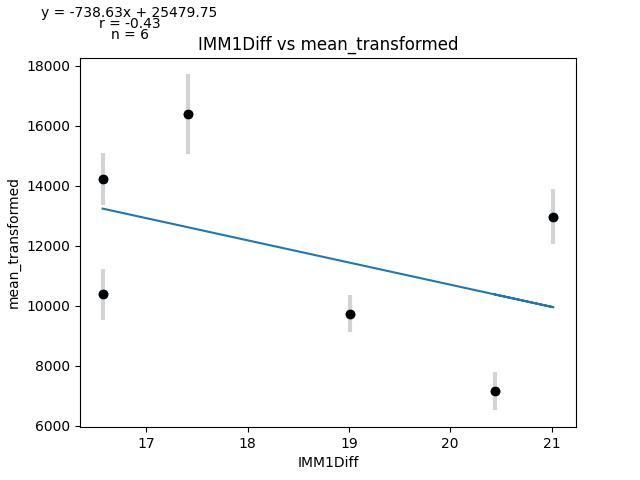 y = -738.63x + 25479.75
r = -0.43
n = 6
IMM1Diff vs mean_transformed
18000
16000
14000
12000
10000
8000
6000
mean_transformed
17
18
19
20
21
IMM1Diff